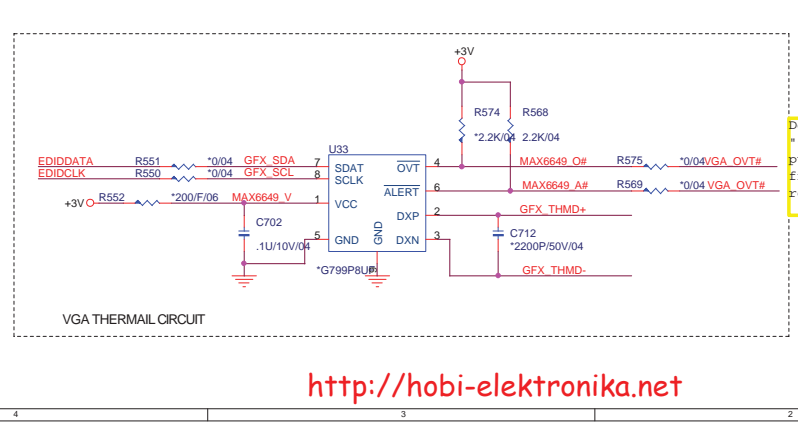 +3V
R574 R568
*2.2K/04 2.2K/04
U33
EDIDDATA R551 *0/04 GFX_SDA 7 SDAT OVT 4 MAX6649_O# R575 *0/04 VGA_OVT#
EDIDCLK R550 *0/04 GFX_SCL 8 SCLK
ALERT 6 MAX6649_A# R569 *0/04 VGA_OVT#
+3V R552 *200/F/06 MAX6649_V 1 VCC
DXP 2 GFX_THMD+
C702
.1U/10V/04
5 GND GND DXN 3
C712
*2200P/50V/04
*G799P8UF
GFX_THMD-
VGA THERMAIL CIRCUIT
http://hobi-elektronika.net
4 3 2